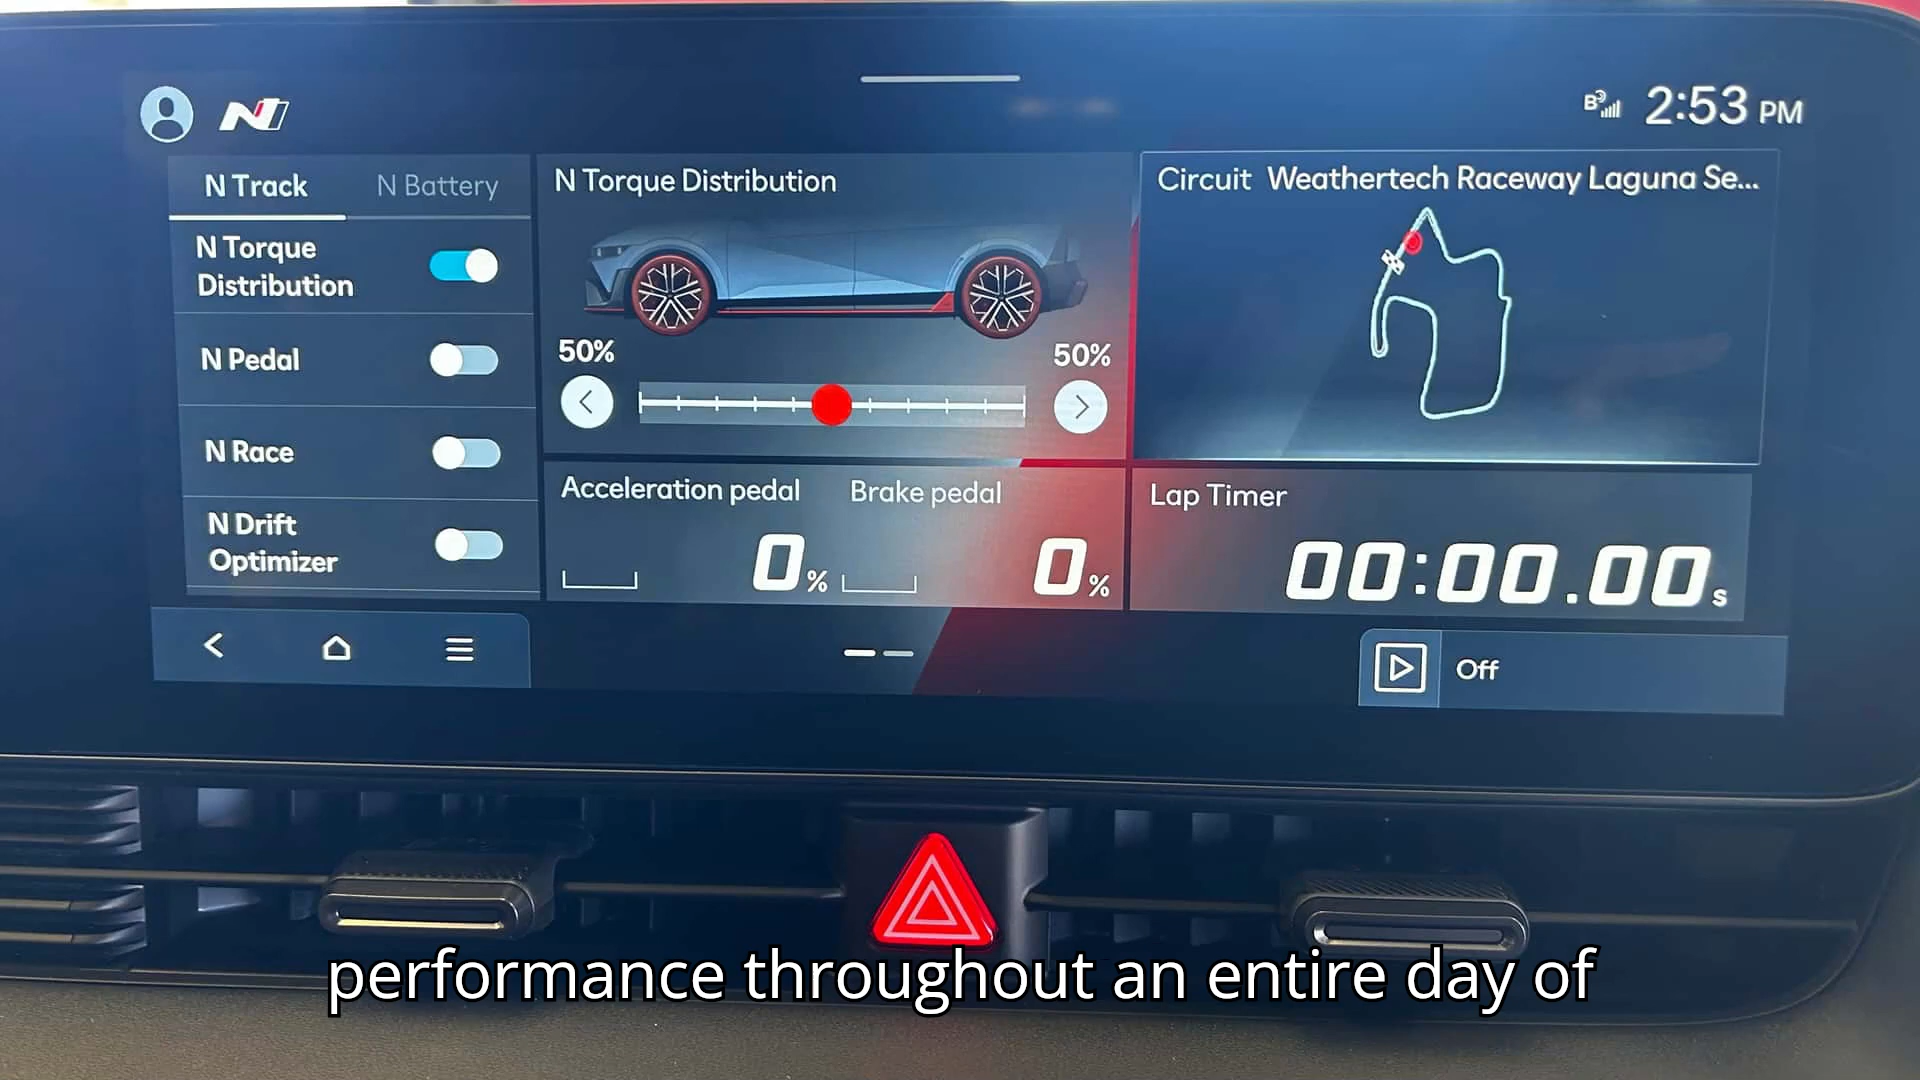 N
2:53 PM
N Track
N Battery
N Torque
Distribution
N Pedal
N Race
N Drift
Optimizer
N Torque Distribution
50%
50%
Acceleration pedal
0%
Brake pedal
0%
Circuit Weathertech Raceway Laguna Se...
Lap Timer
00:00.00s
Off
performance throughout an entire day of